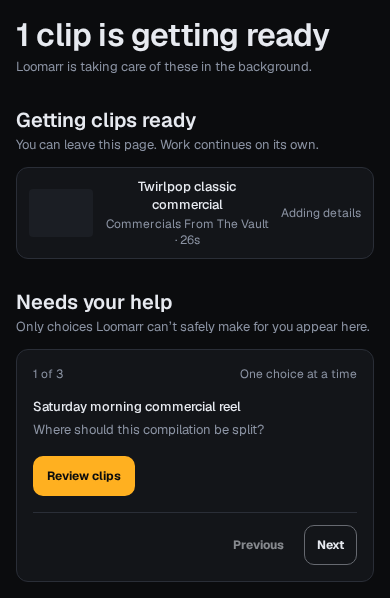 1 clip is getting ready
Loomarr is taking care of these in the background.
Getting clips ready
You can leave this page. Work continues on its own.
Twirlpop classic
commercial
Commercials From The Vault
· 26s
Adding details
Needs your help
Only choices Loomarr can't safely make for you appear here.
1 of 3
One choice at a time
Saturday morning commercial reel
Where should this compilation be split?
Review clips
Previous
Next